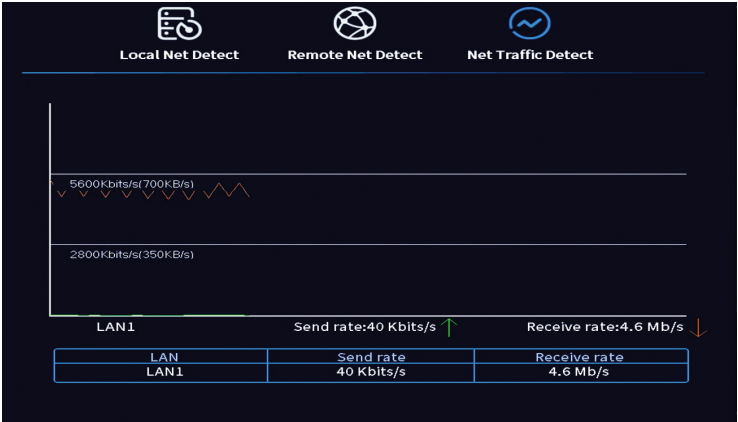 Local Net Detect
Remote Net Detect
Net Traffic Detect
5600Kbits/s(700KB/s)
2800Kbits/s(350KB/s)
LAN1
Send rate:40 Kbits/s
Receive rate:4.6 Mb/s
LAN Send rate Receive rate
LAN1 40 Kbits/s 4.6 Mb/s